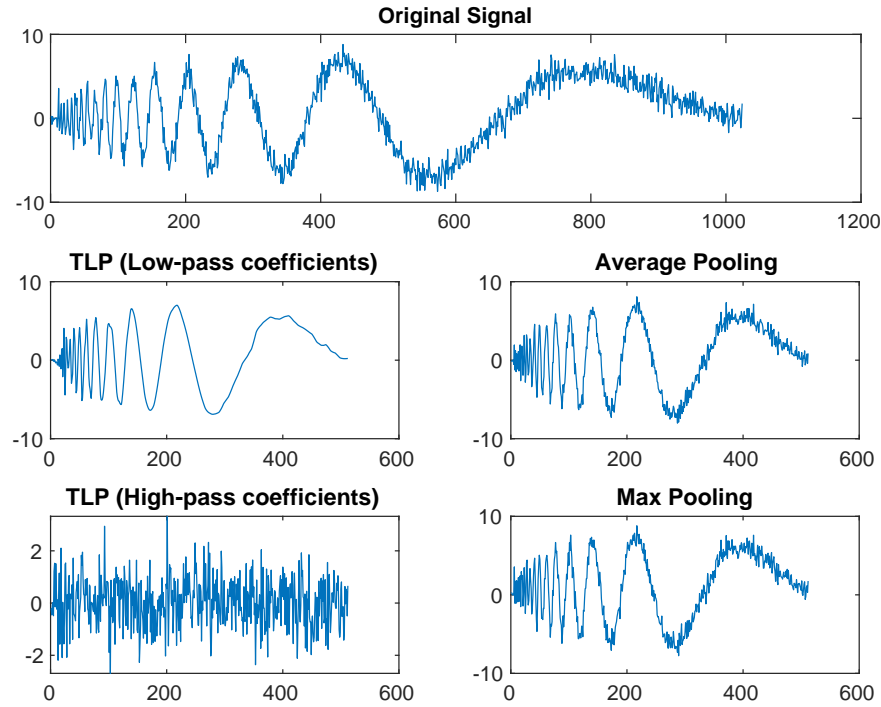 Original Signal
10
0
-10
0 200 400 600 800 1000 1200
TLP (Low-pass coefficients)
10
0
-10
0 200 400 600
Average Pooling
10
0
-10
0 200 400 600
TLP (High-pass coefficients)
2
0
-2
0 200 400 600
Max Pooling
10
0
-10
0 200 400 600